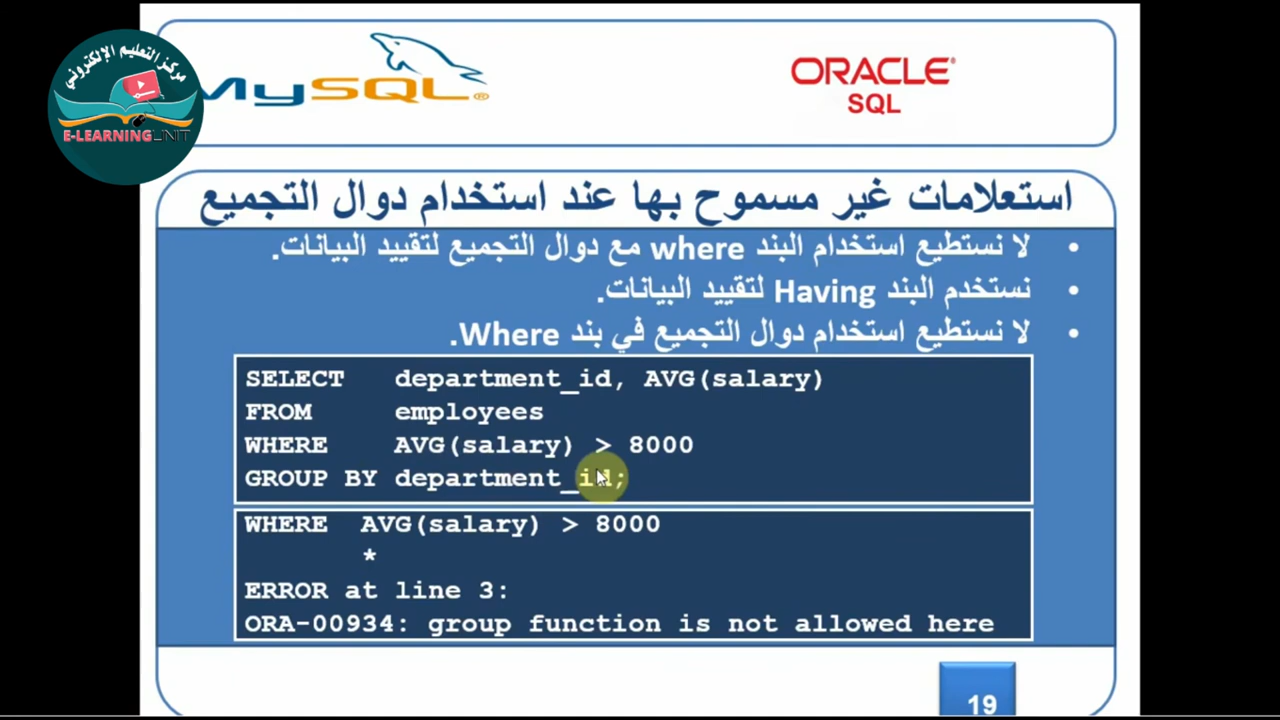 مركز التعليم الإلكتروني
E-LEARNING UNIT
MySQL®
ORACLE®
SQL
استعلامات غير مسموح بها عند استخدام دوال التجميع
• لا نستطيع استخدام البند where مع دوال التجميع لتقييد البيانات.
• نستخدم البند Having لتقييد البيانات.
• لا نستطيع استخدام دوال التجميع في بند Where.
SELECT department_id, AVG(salary)
FROM employees
WHERE AVG(salary) > 8000
GROUP BY department_id;
WHERE AVG(salary) > 8000
*
ERROR at line 3:
ORA-00934: group function is not allowed here
19